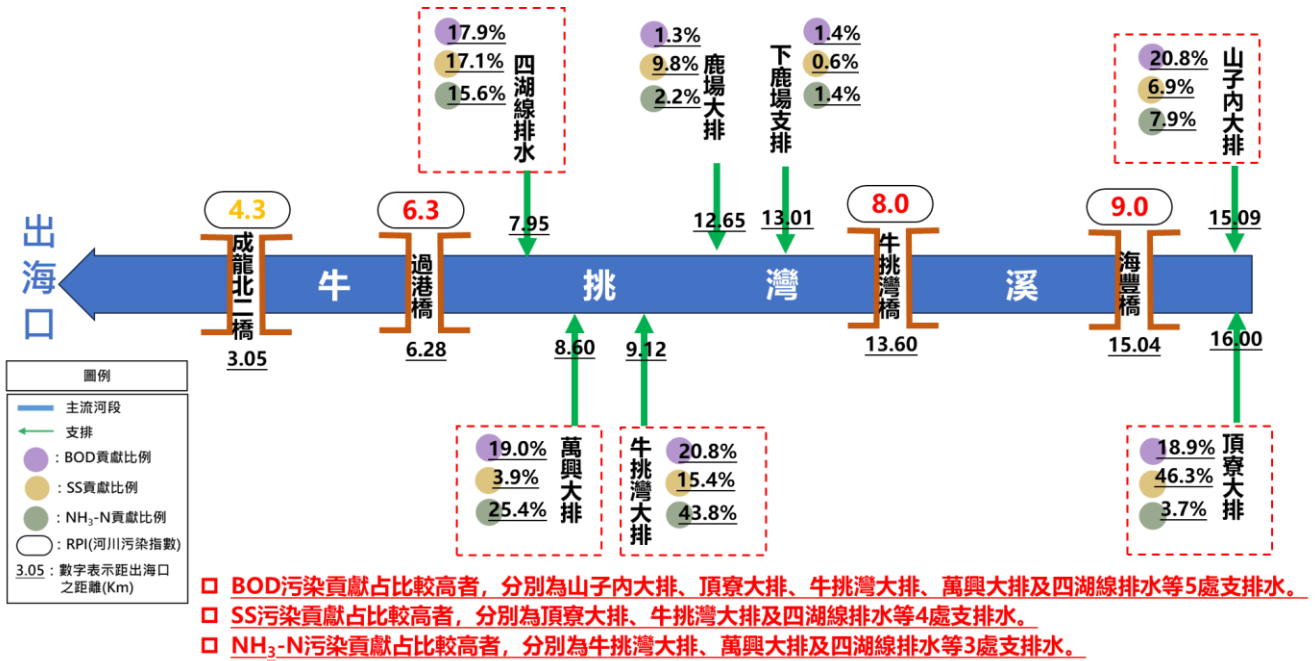 17.9%
17.1%
15.6%
四湖線排水
1.3%
9.8%
2.2%
鹿場大排
下鹿場支排
1.4%
0.6%
1.4%
20.8%
6.9%
7.9%
山子內大排
4.3
6.3
7.95
12.65
13.01
8.0
9.0
15.09
出海口
成龍北二橋
牛
過港橋
挑
灣
牛挑灣橋
溪
海豐橋
3.05
6.28
8.60
9.12
13.60
15.04
16.00
圖例
主流河段
支排
：BOD貢獻比例
：SS貢獻比例
：NH₃-N貢獻比例
：RPI(河川污染指數)
3.05：數字表示距出海口
之距離(Km)
19.0%
3.9%
25.4%
萬興大排
牛挑灣大排
20.8%
15.4%
43.8%
18.9%
46.3%
3.7%
頂寮大排
□ BOD污染貢獻占比較高者，分別為山子內大排、頂寮大排、牛挑灣大排、萬興大排及四湖線排水等5處支排水。
□ SS污染貢獻占比較高者，分別為頂寮大排、牛挑灣大排及四湖線排水等4處支排水。
□ NH₃-N污染貢獻占比較高者，分別為牛挑灣大排、萬興大排及四湖線排水等3處支排水。